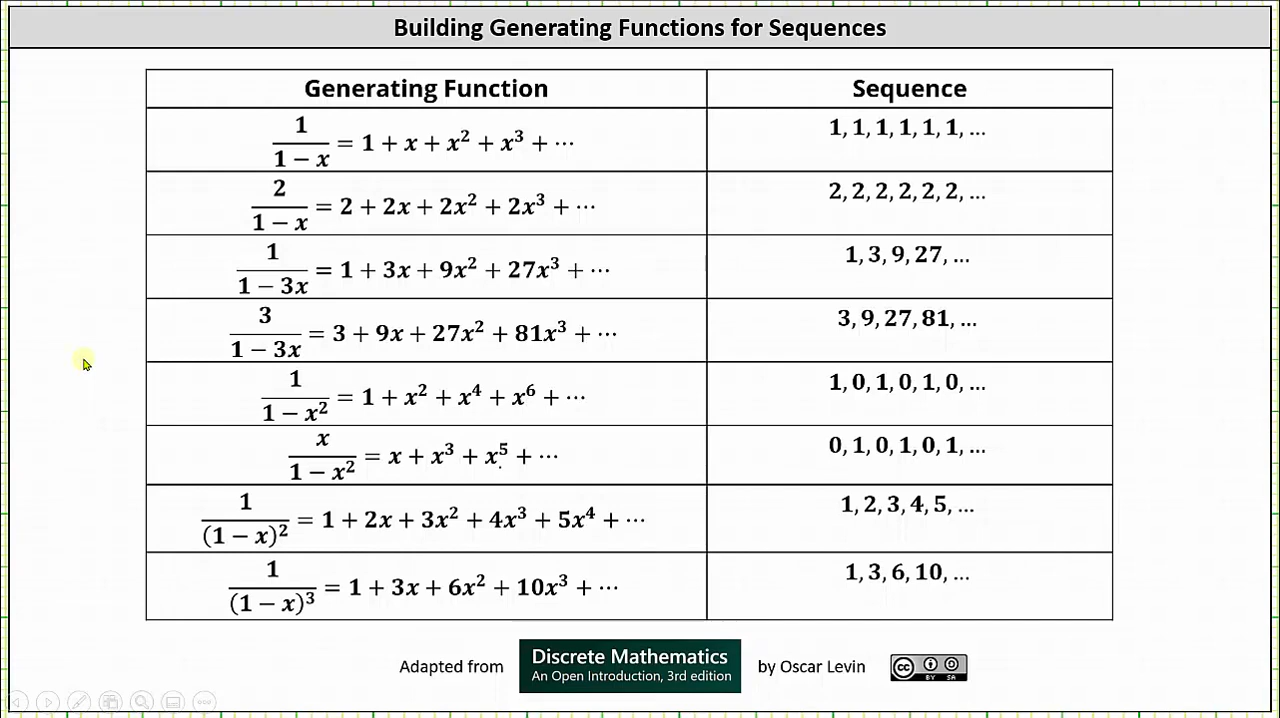 Building Generating Functions for Sequences
Generating Function Sequence
1/(1 − x) = 1 + x + x² + x³ + ⋯ 1, 1, 1, 1, 1, 1, …
2/(1 − x) = 2 + 2x + 2x² + 2x³ + ⋯ 2, 2, 2, 2, 2, 2, …
1/(1 − 3x) = 1 + 3x + 9x² + 27x³ + ⋯ 1, 3, 9, 27, …
3/(1 − 3x) = 3 + 9x + 27x² + 81x³ + ⋯ 3, 9, 27, 81, …
1/(1 − x²) = 1 + x² + x⁴ + x⁶ + ⋯ 1, 0, 1, 0, 1, 0, …
x/(1 − x²) = x + x³ + x⁵ + ⋯ 0, 1, 0, 1, 0, 1, …
1/(1 − x)² = 1 + 2x + 3x² + 4x³ + 5x⁴ + ⋯ 1, 2, 3, 4, 5, …
1/(1 − x)³ = 1 + 3x + 6x² + 10x³ + ⋯ 1, 3, 6, 10, …
Adapted from Discrete Mathematics by Oscar Levin
An Open Introduction, 3rd edition
cc BY SA